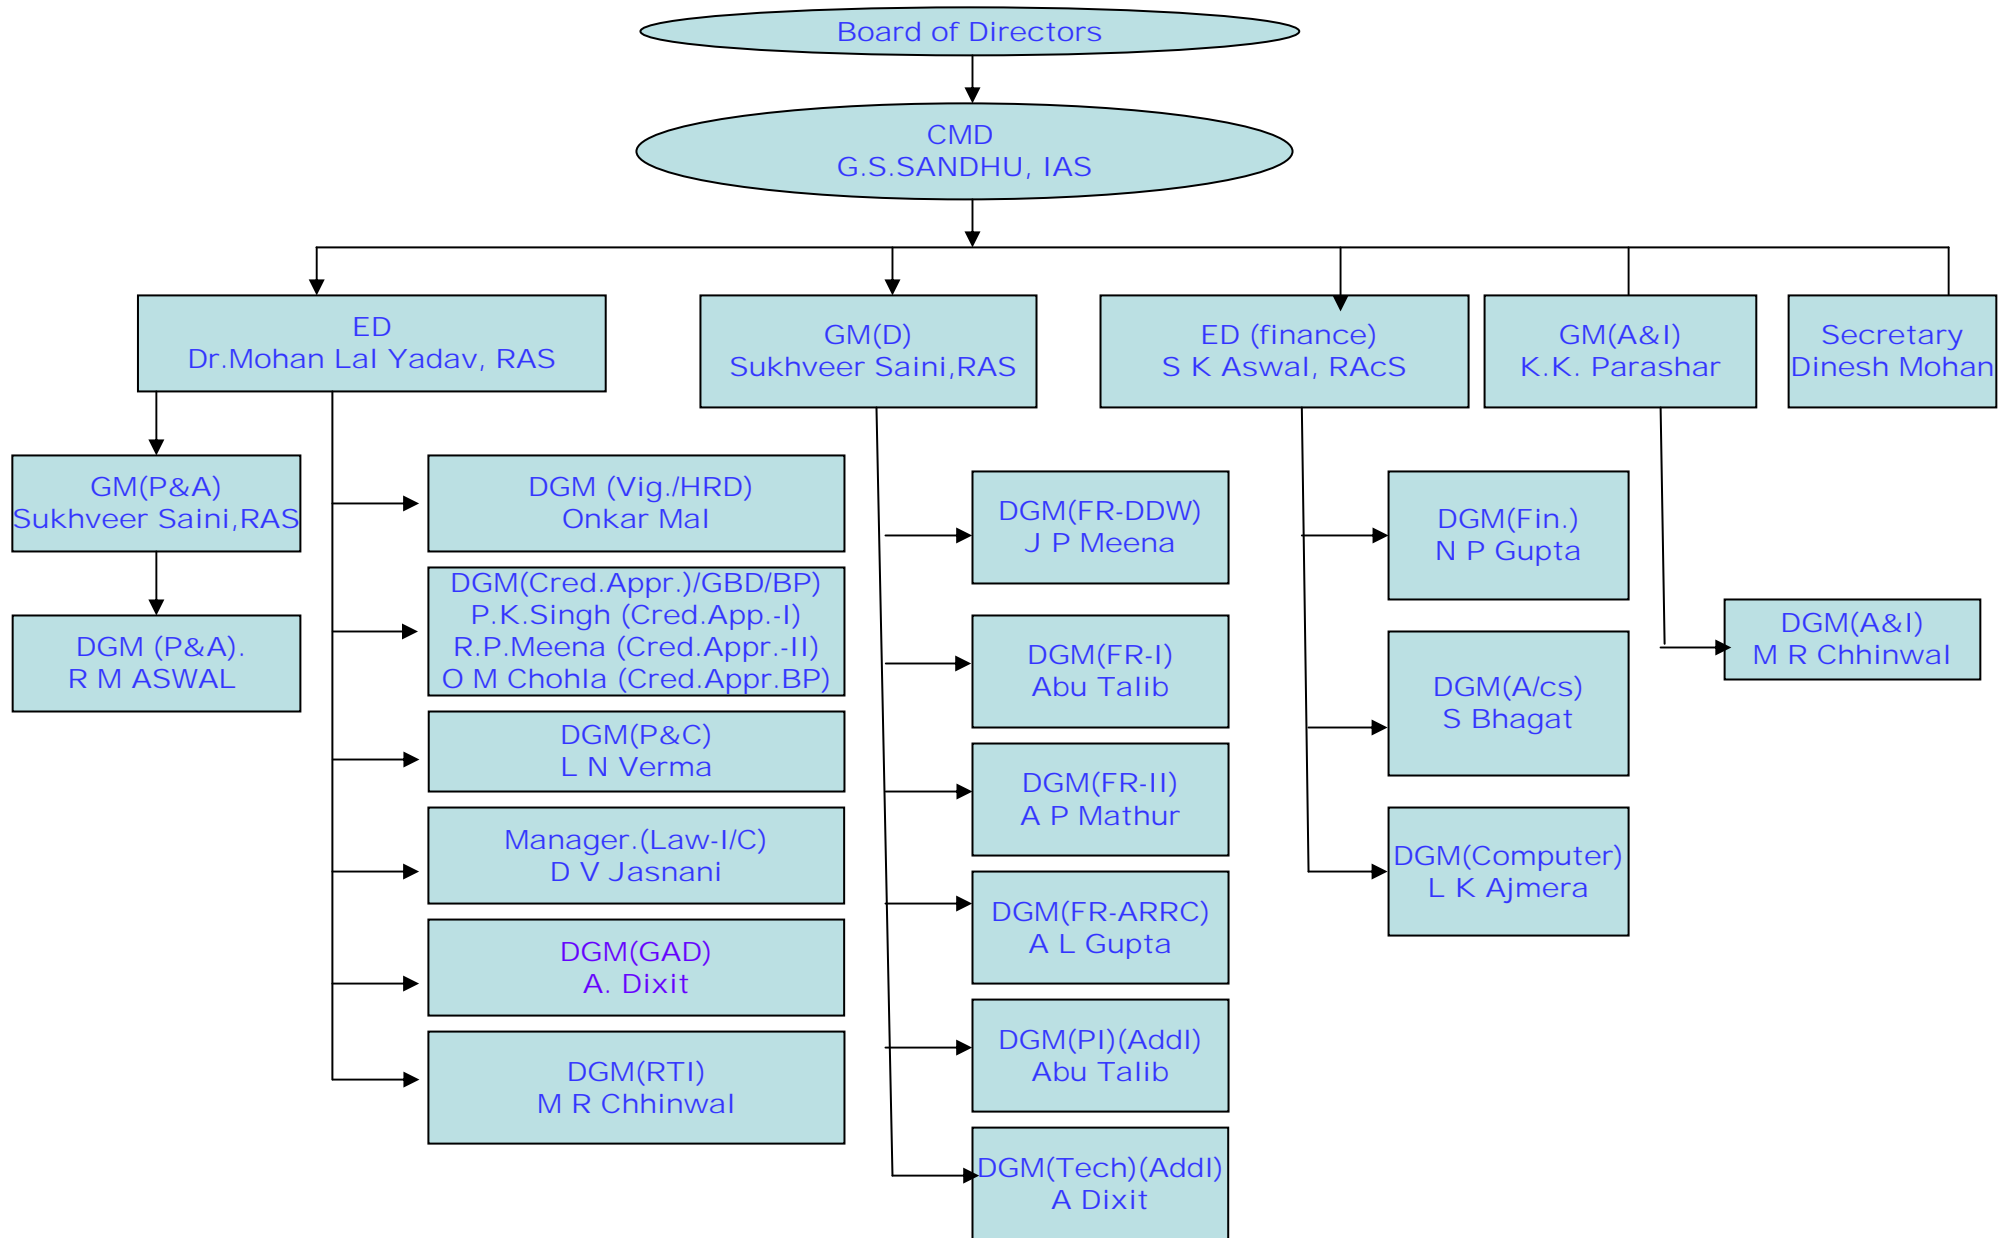 Board of Directors
CMD
G.S.SANDHU, IAS
ED
Dr.Mohan Lal Yadav, RAS
GM(D)
Sukhveer Saini,RAS
ED (finance)
S K Aswal, RAcS
GM(A&I)
K.K. Parashar
Secretary
Dinesh Mohan
GM(P&A)
Sukhveer Saini,RAS
DGM (P&A).
R M ASWAL
DGM (Vig./HRD)
Onkar Mal
DGM(Cred.Appr.)/GBD/BP)
P.K.Singh (Cred.App.-I)
R.P.Meena (Cred.Appr.-II)
O M Chohla (Cred.Appr.BP)
DGM(P&C)
L N Verma
Manager.(Law-I/C)
D V Jasnani
DGM(GAD)
A. Dixit
DGM(RTI)
M R Chhinwal
DGM(FR-DDW)
J P Meena
DGM(FR-I)
Abu Talib
DGM(FR-II)
A P Mathur
DGM(FR-ARRC)
A L Gupta
DGM(PI)(Addl)
Abu Talib
DGM(Tech)(Addl)
A Dixit
DGM(Fin.)
N P Gupta
DGM(A/cs)
S Bhagat
DGM(Computer)
L K Ajmera
DGM(A&I)
M R Chhinwal